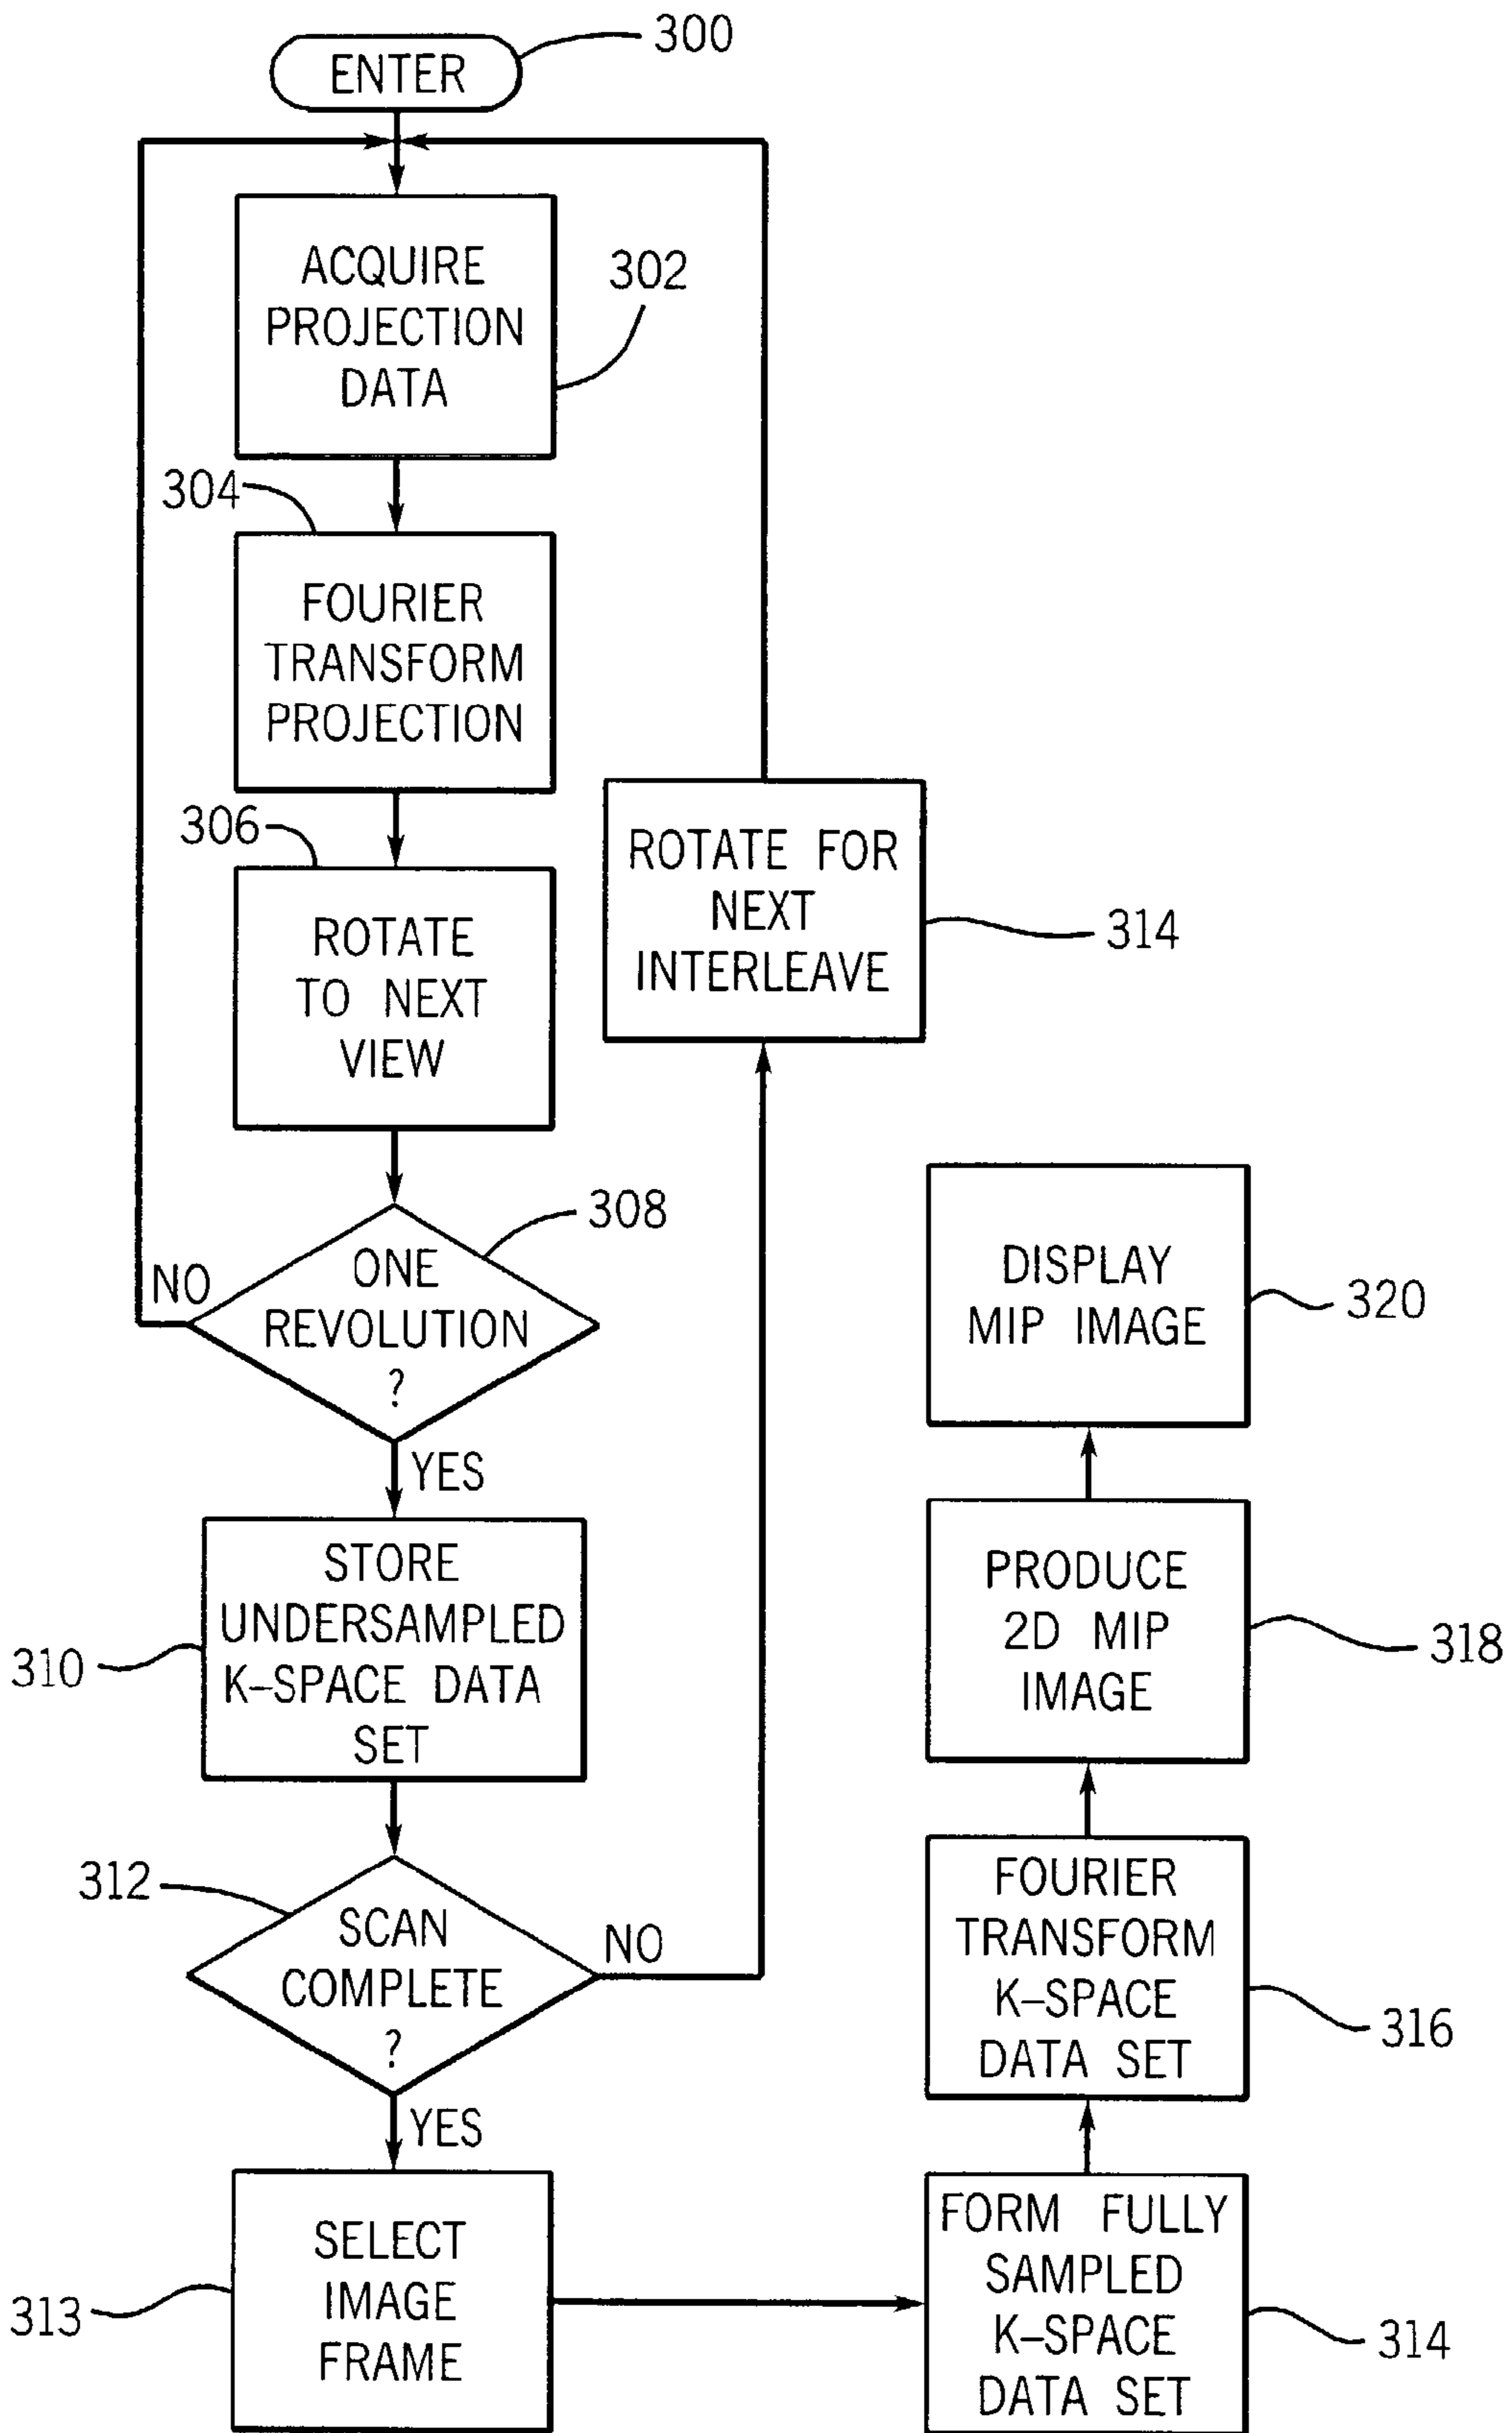 ENTER
300
ACQUIRE
PROJECTION
DATA
302
304
FOURIER
TRANSFORM
PROJECTION
306
ROTATE
TO NEXT
VIEW
ROTATE FOR
NEXT
INTERLEAVE
314
308
ONE
REVOLUTION
?
NO
YES
STORE
UNDERSAMPLED
K-SPACE DATA
SET
310
312
SCAN
COMPLETE
?
NO
YES
SELECT
IMAGE
FRAME
313
FORM FULLY
SAMPLED
K-SPACE
DATA SET
314
FOURIER
TRANSFORM
K-SPACE
DATA SET
316
PRODUCE
2D MIP
IMAGE
318
DISPLAY
MIP IMAGE
320